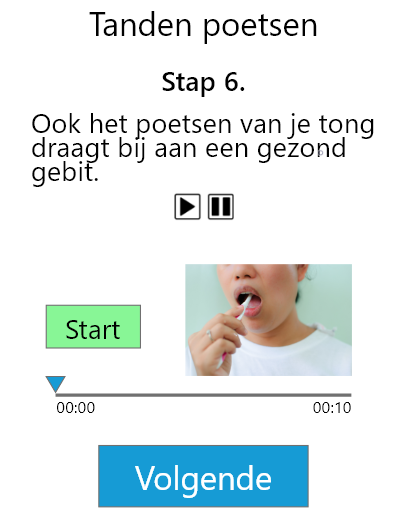 Tanden poetsen
Stap 6.
Ook het poetsen van je tong
draagt bij aan een gezond
gebit.
Start
00:00
00:10
Volgende